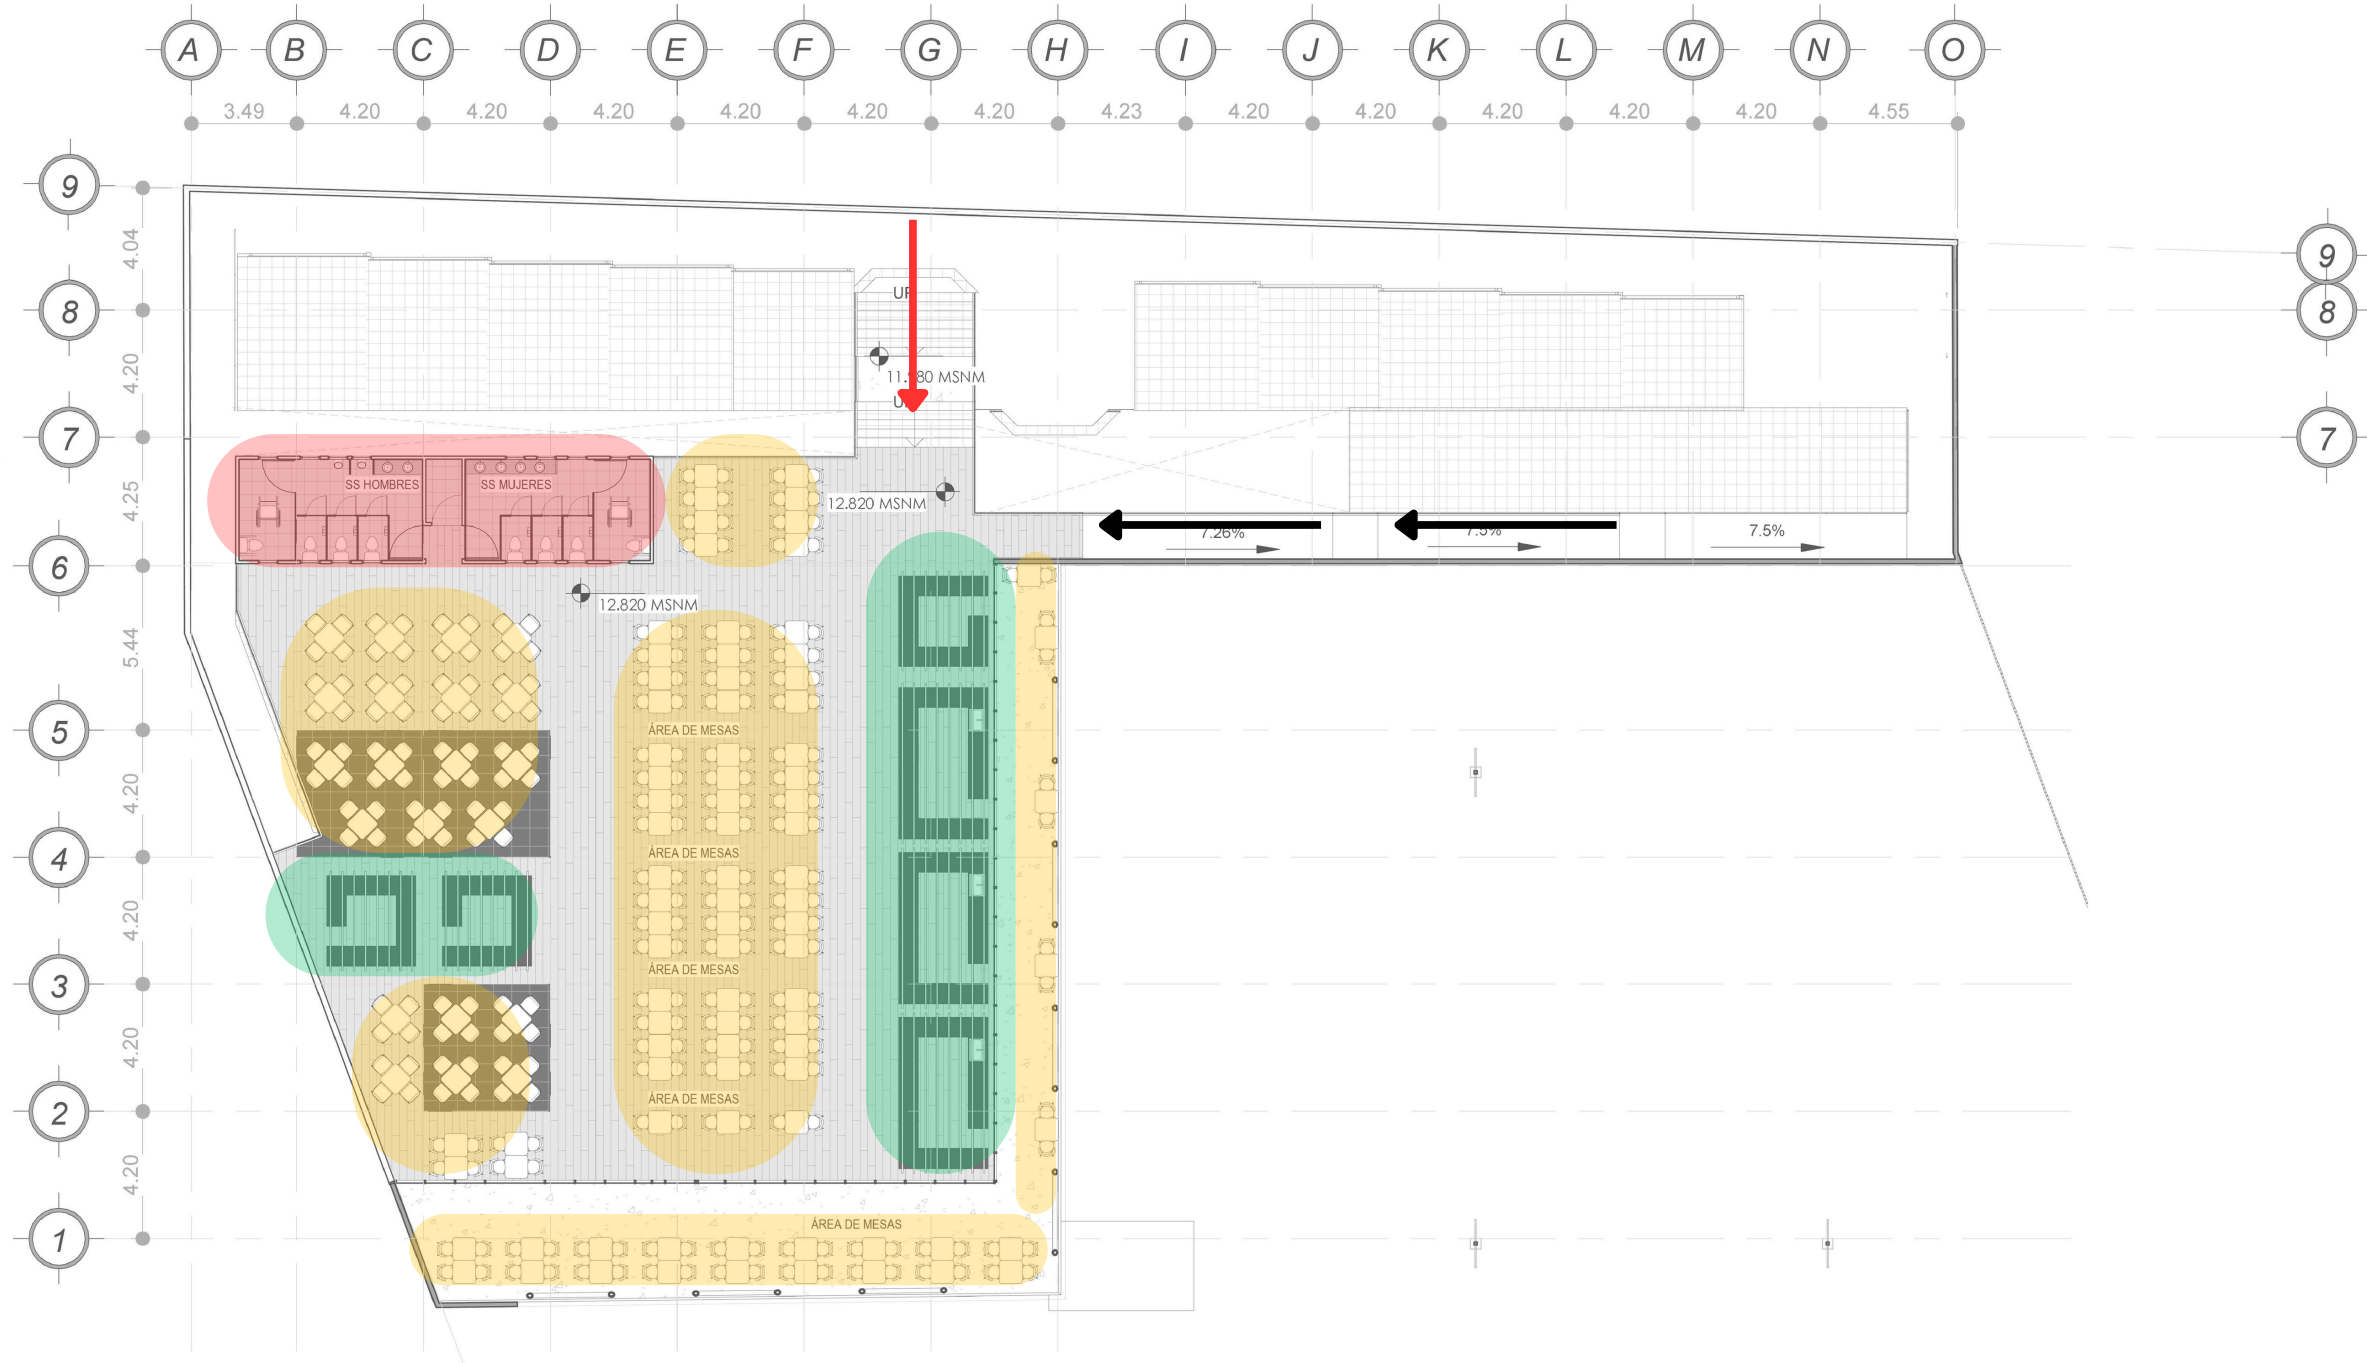 A B C D E F G H I J K L M N O
3.49 4.20 4.20 4.20 4.20 4.20 4.20 4.23 4.20 4.20 4.20 4.20 4.20 4.55
9
4.04
9
8
8
4.20
11.980 MSNM
7
7
SS HOMBRES
SS MUJERES
4.25
12.820 MSNM
7.26%
7.5%
7.5%
6
12.820 MSNM
5.44
5
ÁREA DE MESAS
4.20
4
ÁREA DE MESAS
4.20
3
ÁREA DE MESAS
4.20
2
ÁREA DE MESAS
4.20
1
ÁREA DE MESAS